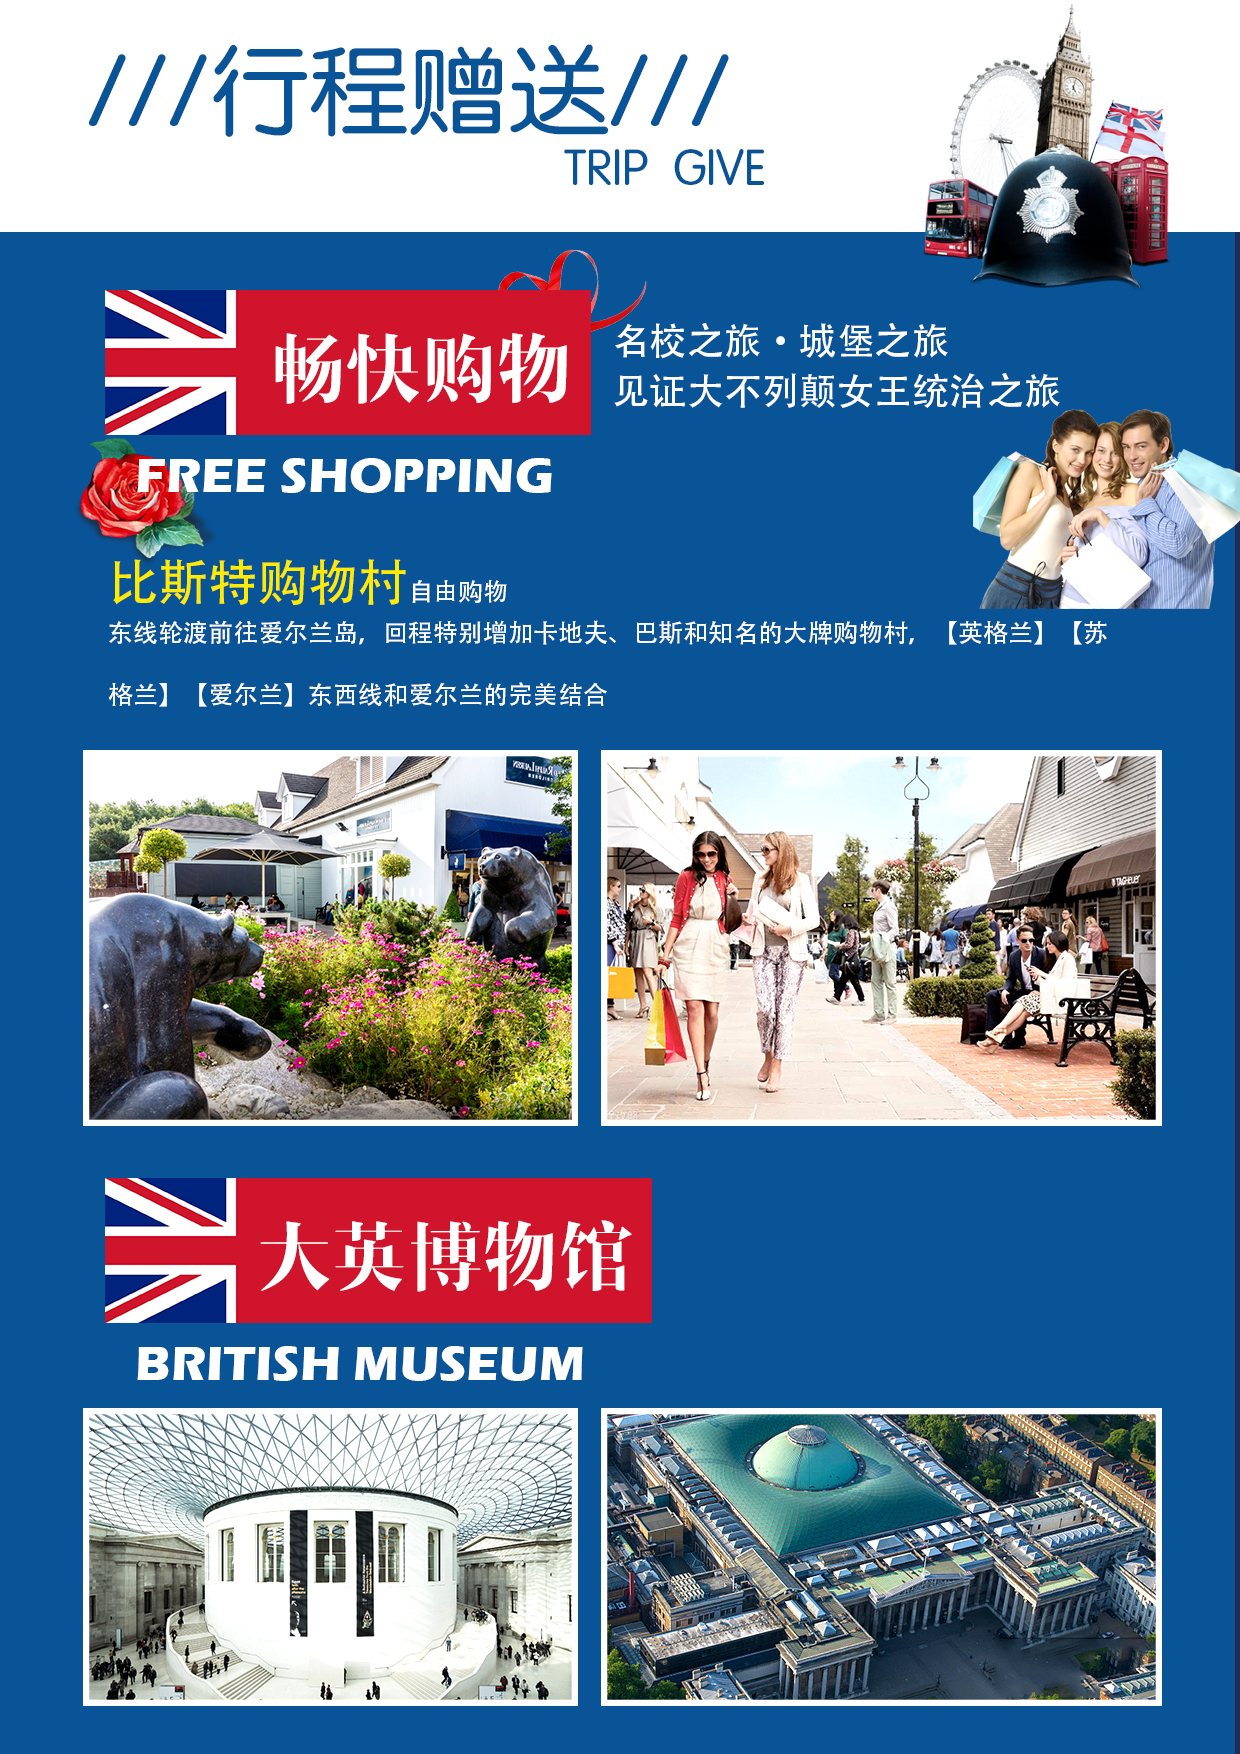 ///行程赠送///
TRIP GIVE
畅快购物
名校之旅·城堡之旅
见证大不列颠女王统治之旅
FREE SHOPPING
比斯特购物村自由购物
东线轮渡前往爱尔兰岛,回程特别增加卡地夫、巴斯和知名的大牌购物村,【英格兰】【苏
格兰】【爱尔兰】东西线和爱尔兰的完美结合
TAGHeuer
大英博物馆
BRITISH MUSEUM